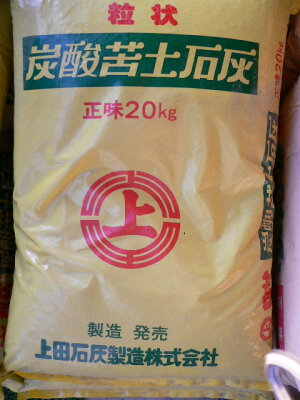 粒状
炭酸苦土石灰
正味20kg
上
製造 発売
上田石灰製造株式会社